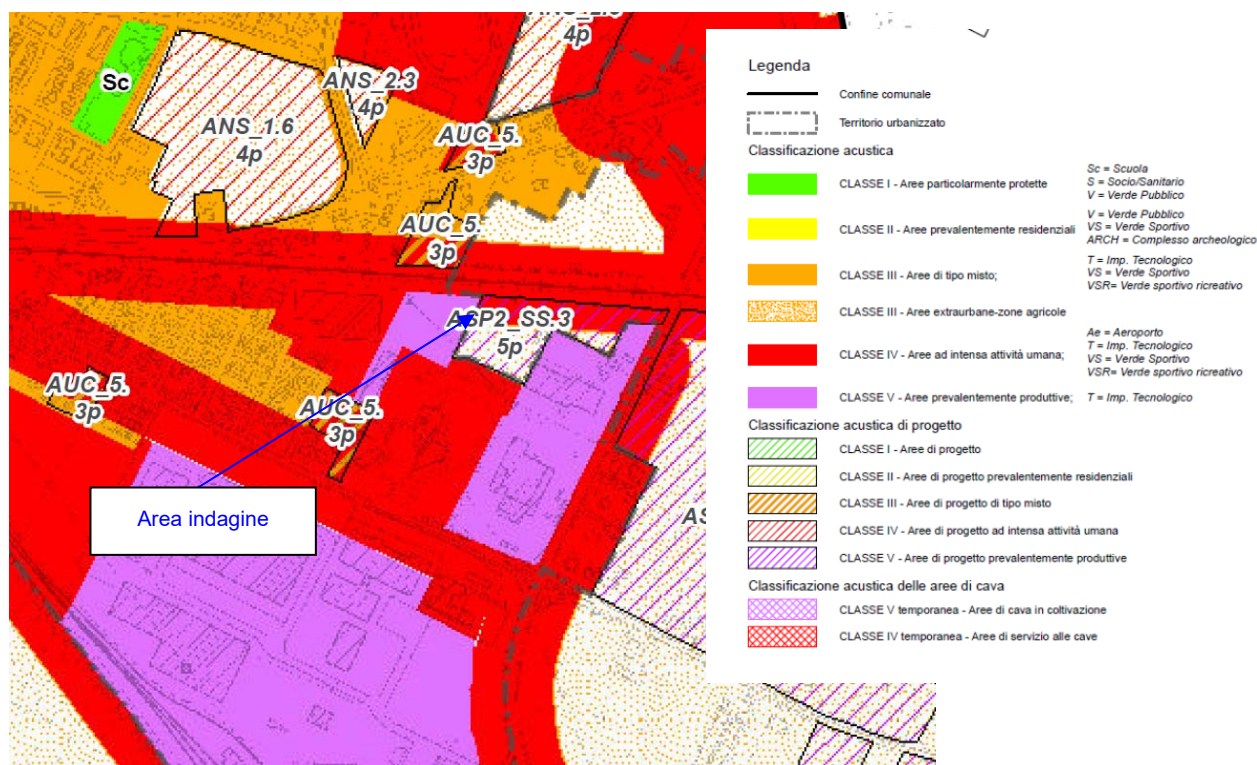 ANS_2.3
4p
Sc
ANS_2.3
4p
ANS_1.6
4p
AUC_5.
3p
AUC_5.
3p
ASP2_SS.3
5p
AUC_5.
3p
AUC_5.
3p
Area indagine
AS
Legenda
Confine comunale
Territorio urbanizzato
Classificazione acustica
CLASSE I - Aree particolarmente protette
Sc = Scuola
S = Socio/Sanitario
V = Verde Pubblico
CLASSE II - Aree prevalentemente residenziali
V = Verde Pubblico
VS = Verde Sportivo
ARCH = Complesso archeologico
CLASSE III - Aree di tipo misto;
T = Imp. Tecnologico
VS = Verde Sportivo
VSR= Verde sportivo ricreativo
CLASSE III - Aree extraurbane-zone agricole
CLASSE IV - Aree ad intensa attività umana;
Ae = Aeroporto
T = Imp. Tecnologico
VS = Verde Sportivo
VSR= Verde sportivo ricreativo
CLASSE V - Aree prevalentemente produttive;
T = Imp. Tecnologico
Classificazione acustica di progetto
CLASSE I - Aree di progetto
CLASSE II - Aree di progetto prevalentemente residenziali
CLASSE III - Aree di progetto di tipo misto
CLASSE IV - Aree di progetto ad intensa attività umana
CLASSE V - Aree di progetto prevalentemente produttive
Classificazione acustica delle aree di cava
CLASSE V temporanea - Aree di cava in coltivazione
CLASSE IV temporanea - Aree di servizio alle cave